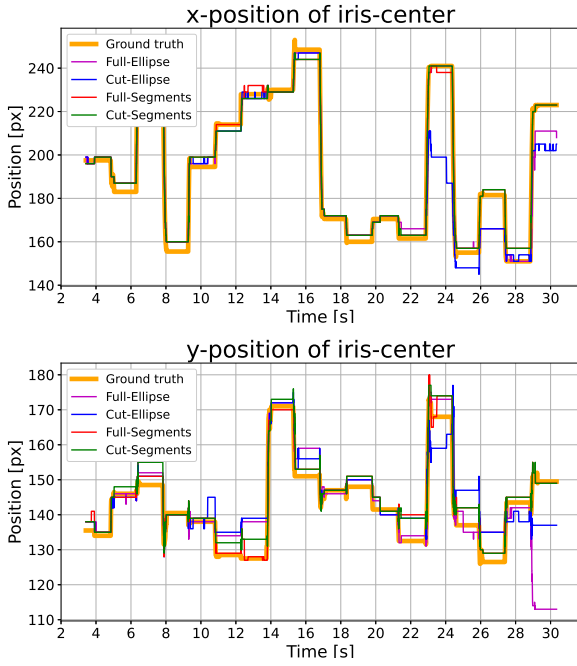 x-position of iris-center
Position [px]
240
220
200
180
160
140
Ground truth
Full-Ellipse
Cut-Ellipse
Full-Segments
Cut-Segments
2 4 6 8 10 12 14 16 18 20 22 24 26 28 30
Time [s]
y-position of iris-center
Position [px]
180
170
160
150
140
130
120
110
Ground truth
Full-Ellipse
Cut-Ellipse
Full-Segments
Cut-Segments
2 4 6 8 10 12 14 16 18 20 22 24 26 28 30
Time [s]